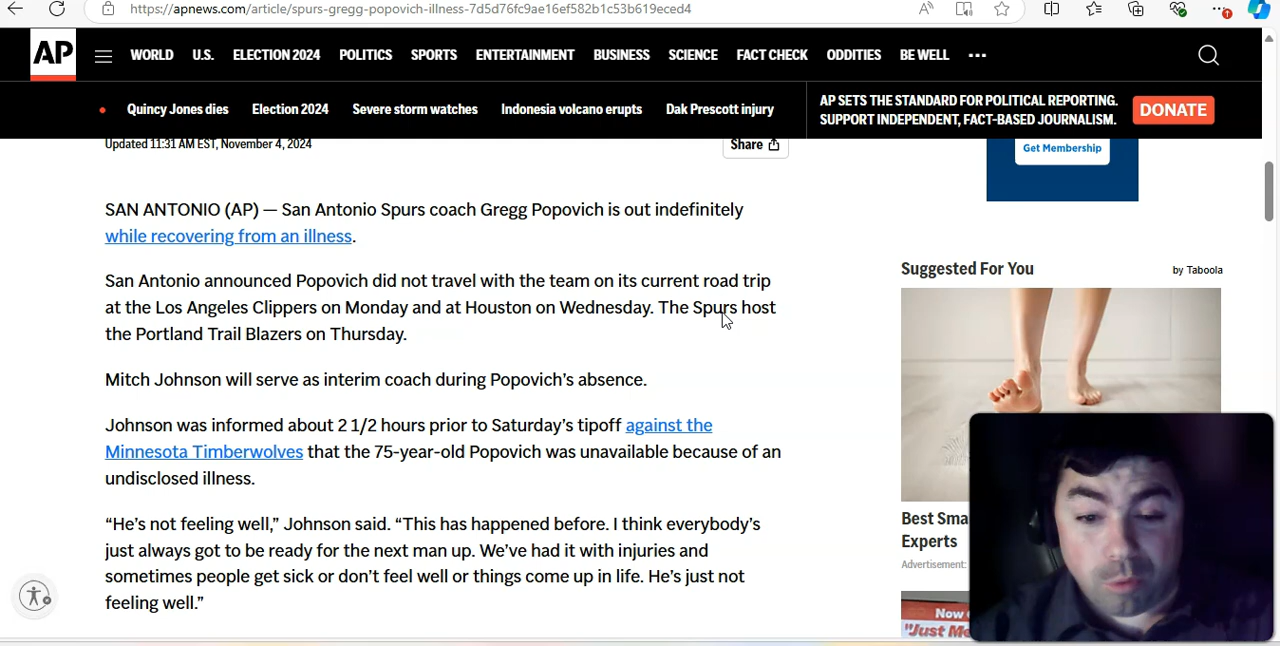 https://apnews.com/article/spurs-gregg-popovich-illness-7d5d76fc9ae16ef582b1c53b619eced4
AP
WORLD U.S. ELECTION 2024 POLITICS SPORTS ENTERTAINMENT BUSINESS SCIENCE FACT CHECK ODDITIES BE WELL
Quincy Jones dies Election 2024 Severe storm watches Indonesia volcano erupts Dak Prescott injury
AP SETS THE STANDARD FOR POLITICAL REPORTING.
SUPPORT INDEPENDENT, FACT-BASED JOURNALISM.
DONATE
Updated 11:31 AM EST, November 4, 2024
Share
Get Membership
SAN ANTONIO (AP) — San Antonio Spurs coach Gregg Popovich is out indefinitely
while recovering from an illness.
San Antonio announced Popovich did not travel with the team on its current road trip
at the Los Angeles Clippers on Monday and at Houston on Wednesday. The Spurs host
the Portland Trail Blazers on Thursday.
Mitch Johnson will serve as interim coach during Popovich’s absence.
Johnson was informed about 2 1/2 hours prior to Saturday’s tipoff against the
Minnesota Timberwolves that the 75-year-old Popovich was unavailable because of an
undisclosed illness.
“He’s not feeling well,” Johnson said. “This has happened before. I think everybody’s
just always got to be ready for the next man up. We’ve had it with injuries and
sometimes people get sick or don’t feel well or things come up in life. He’s just not
feeling well.”
Suggested For You
by Taboola
Best Sma
Experts
Advertisement:
Now
"Just Me